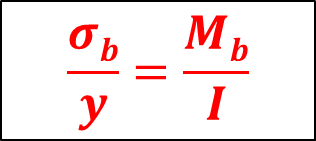 σ_b/y = M_b/I